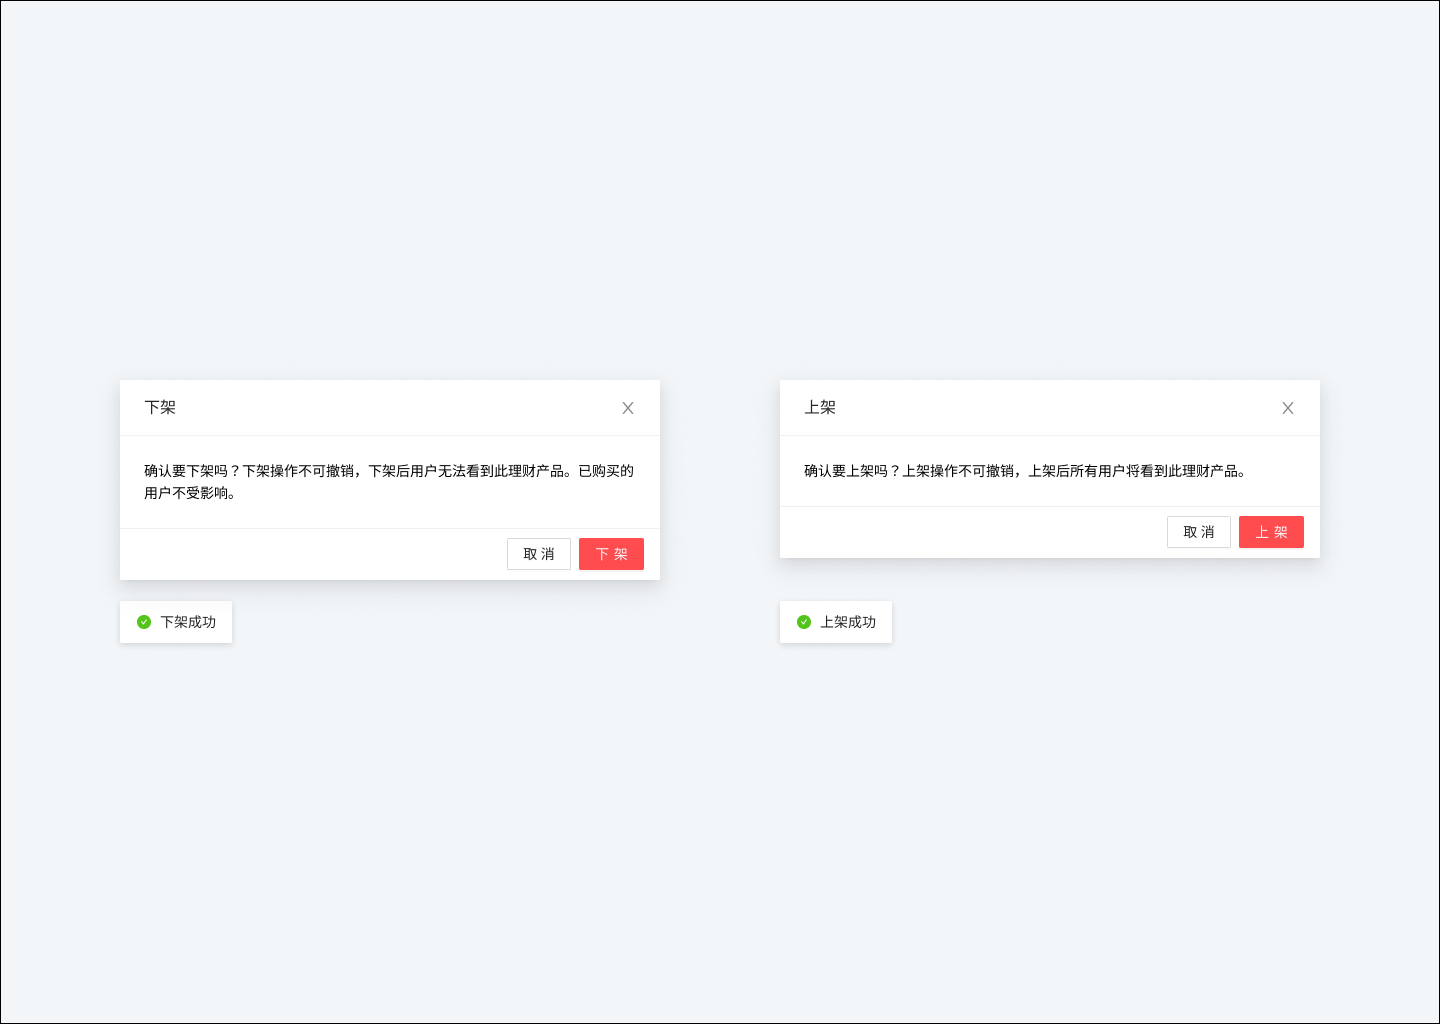 下架
确认要下架吗？下架操作不可撤销，下架后用户无法看到此理财产品。已购买的
用户不受影响。
取 消
下 架
下架成功
上架
确认要上架吗？上架操作不可撤销，上架后所有用户将看到此理财产品。
取 消
上 架
上架成功